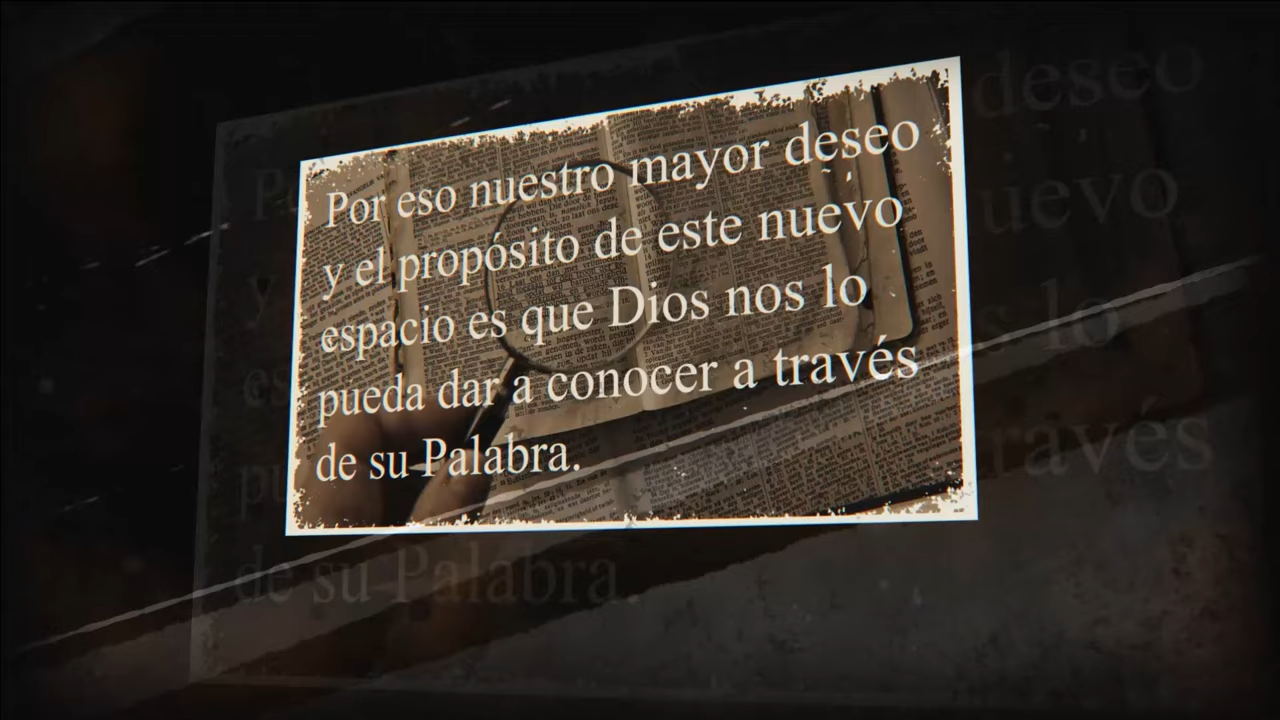 Por eso nuestro mayor deseo
y el propósito de este nuevo
espacio es que Dios nos lo
pueda dar a conocer a través
de su Palabra.